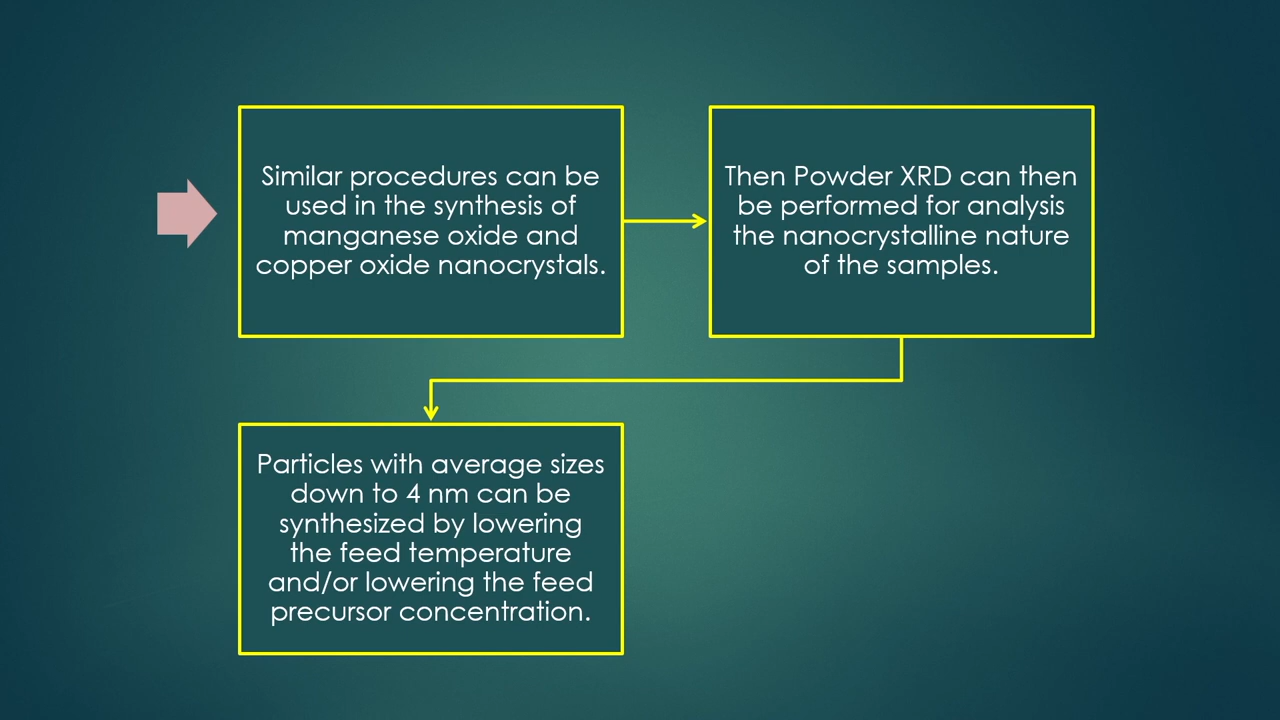 Similar procedures can be
used in the synthesis of
manganese oxide and
copper oxide nanocrystals.
Then Powder XRD can then
be performed for analysis
the nanocrystalline nature
of the samples.
Particles with average sizes
down to 4 nm can be
synthesized by lowering
the feed temperature
and/or lowering the feed
precursor concentration.